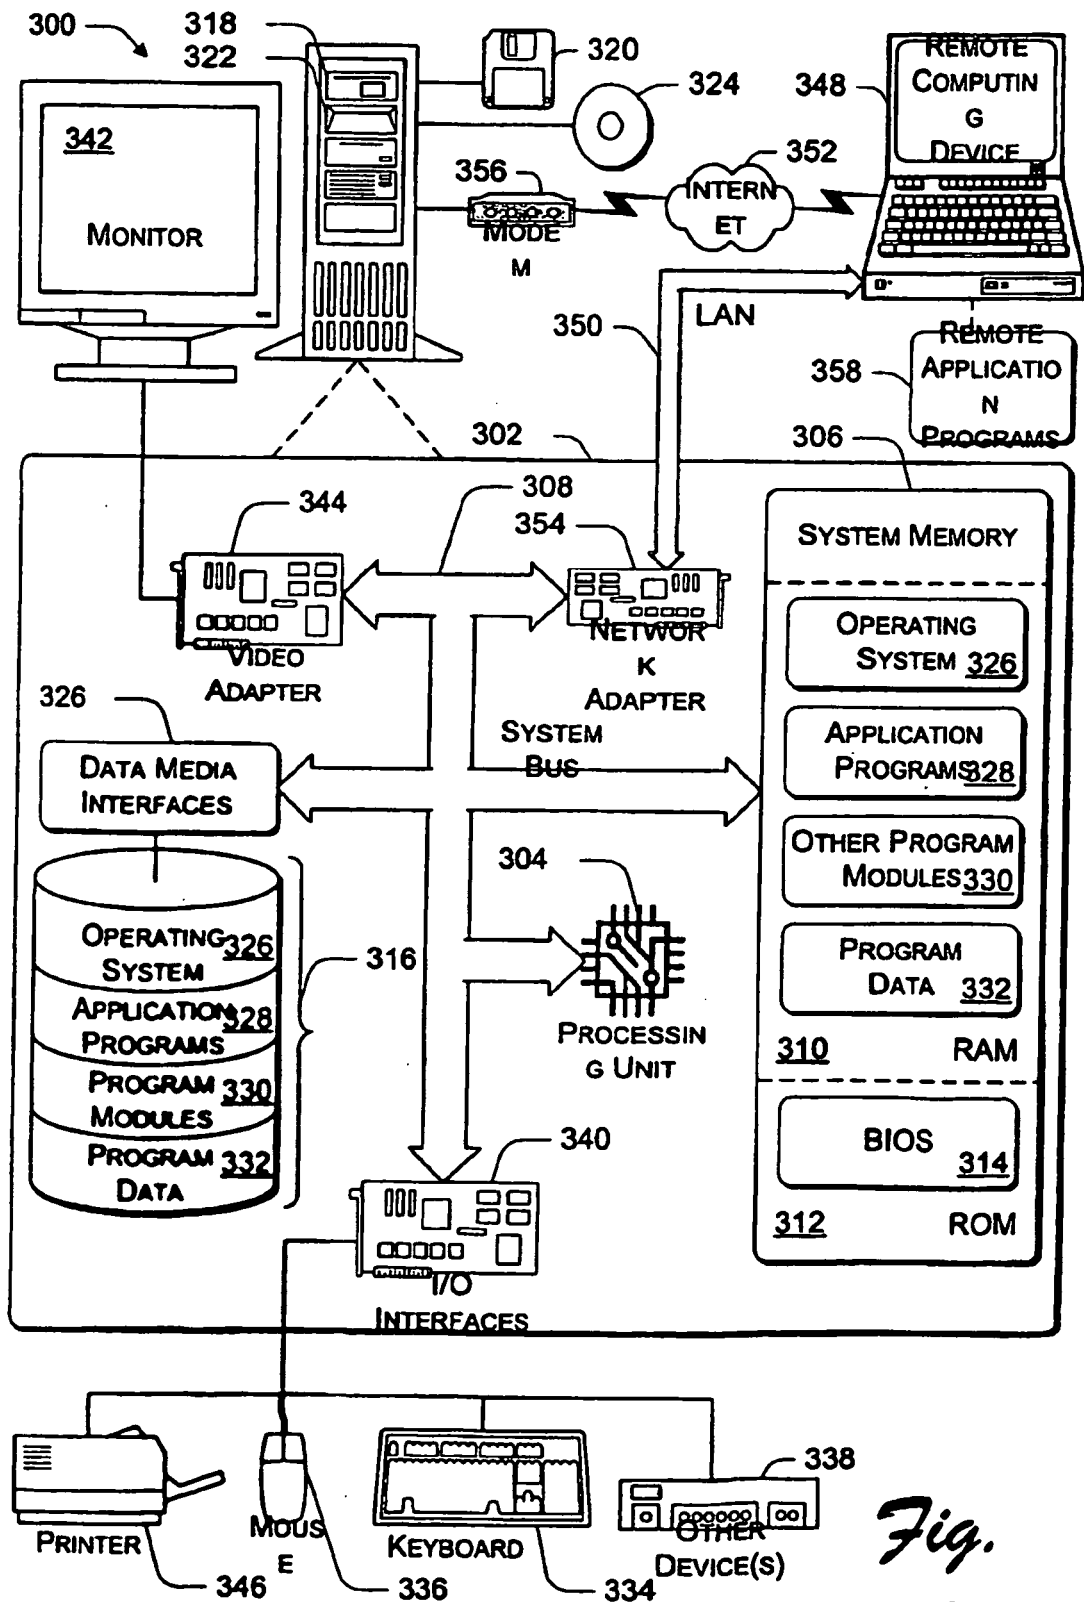 300
318
322
320
324
348
REMOTE
COMPUTIN
G
DEVICE
342
MONITOR
356
MODE
M
352
INTERN
ET
350
LAN
358
REMOTE
APPLICATIO
N
PROGRAMS
302
306
344
308
354
SYSTEM MEMORY
VIDEO
ADAPTER
NETWOR
K
ADAPTER
OPERATING
SYSTEM 326
326
DATA MEDIA
INTERFACES
SYSTEM
BUS
APPLICATION
PROGRAMS 328
OTHER PROGRAM
MODULES 330
304
PROCESSIN
G UNIT
PROGRAM
DATA 332
310 RAM
OPERATING 326
SYSTEM
APPLICATION 328
PROGRAMS
PROGRAM 330
MODULES
PROGRAM 332
DATA
316
BIOS 314
312 ROM
340
I/O
INTERFACES
PRINTER
346
MOUS
E
336
KEYBOARD
334
338
OTHER
DEVICE(S)
Fig.